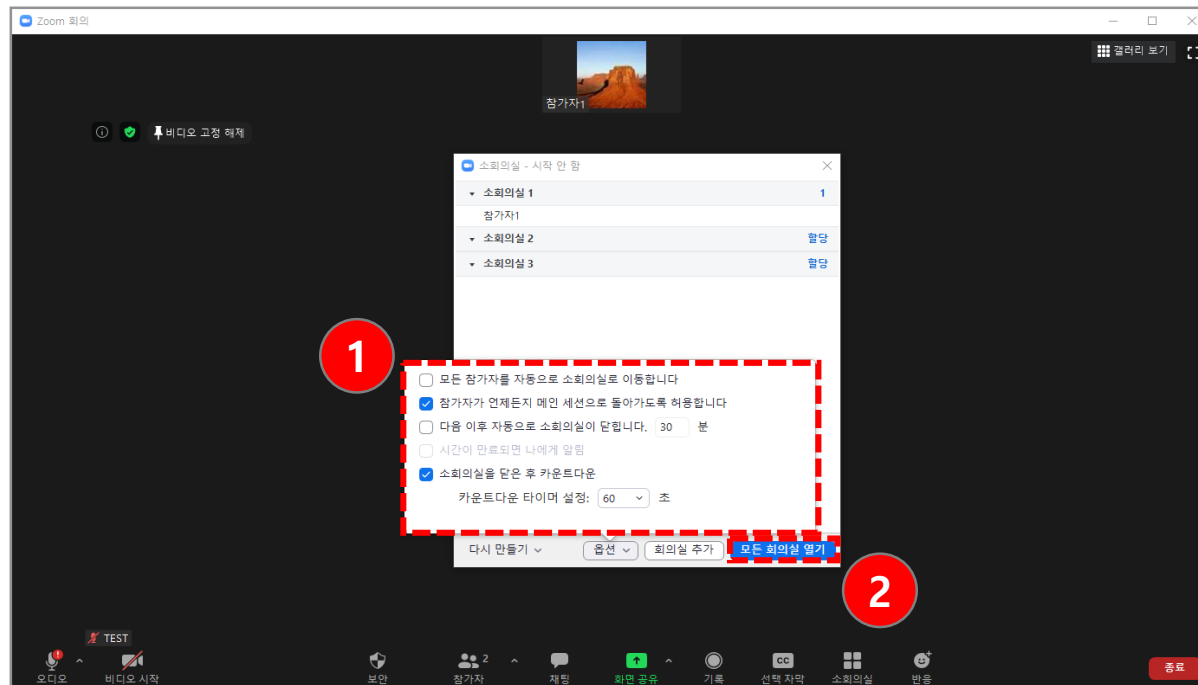 Zoom 회의
갤러리 보기
참가자1
비디오 고정 해제
소회의실 - 시작 안 함
소회의실 1 1
참가자1
소회의실 2 할당
소회의실 3 할당
1
모든 참가자를 자동으로 소회의실로 이동합니다
참가자가 언제든지 메인 세션으로 돌아가도록 허용합니다
다음 이후 자동으로 소회의실이 닫힙니다. 30 분
시간이 만료되면 나에게 알림
소회의실을 닫은 후 카운트다운
카운트다운 타이머 설정: 60 초
다시 만들기 옵션 회의실 추가 모든 회의실 열기
2
TEST
오디오 비디오 시작 보안 참가자 2 채팅 화면 공유 기록 CC 선택 자막 소회의실 반응 종료